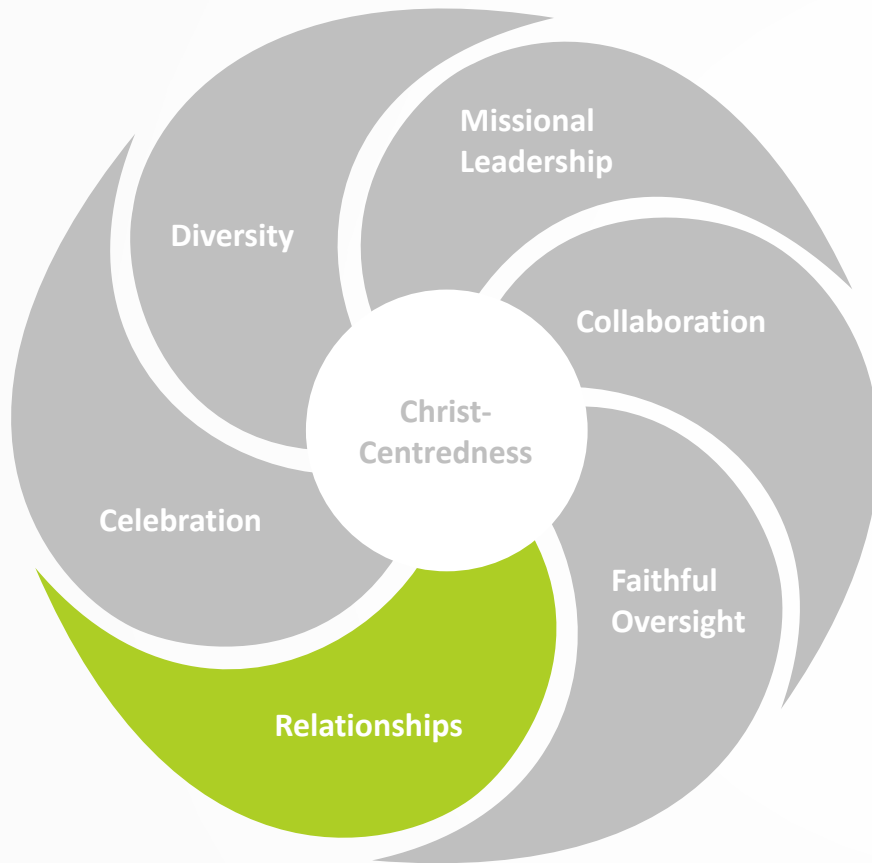 Missional
Leadership
Diversity
Collaboration
Christ-
Centredness
Celebration
Faithful
Oversight
Relationships